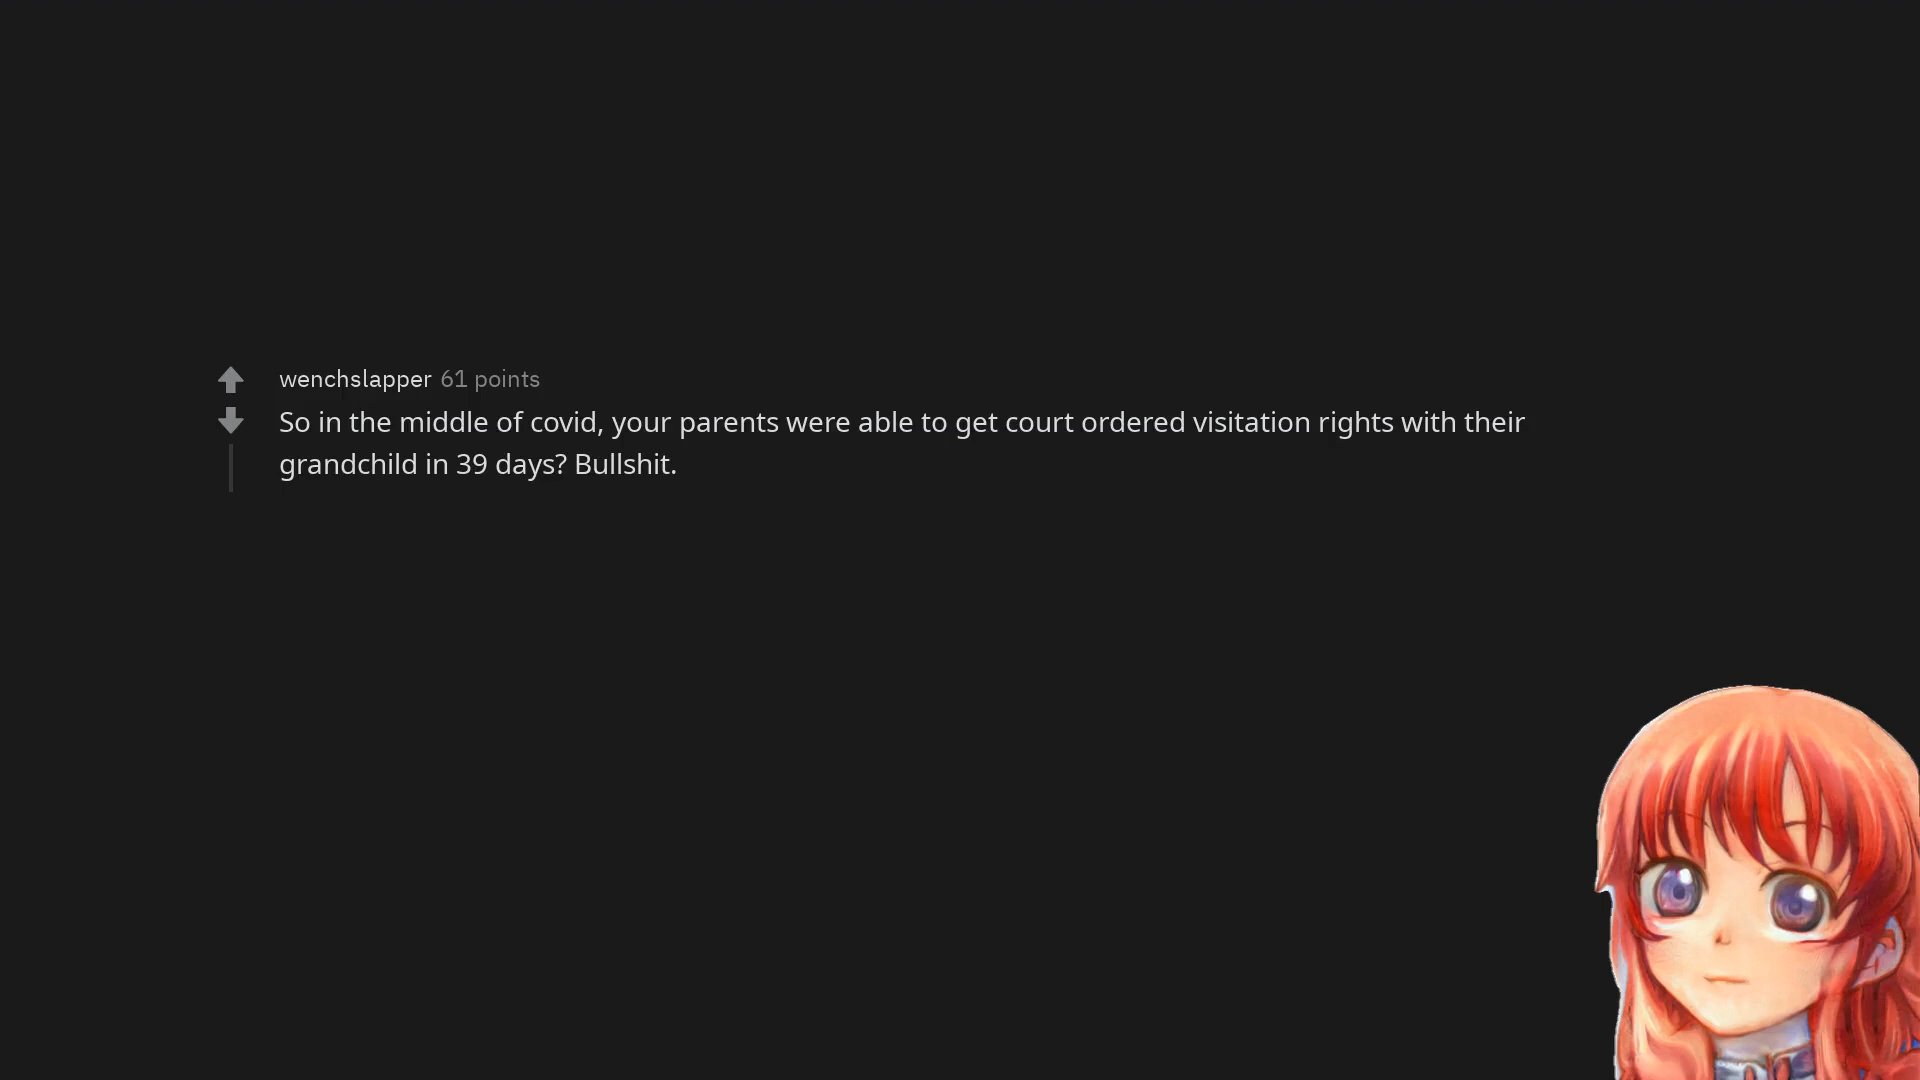 wenchslapper 61 points
So in the middle of covid, your parents were able to get court ordered visitation rights with their
grandchild in 39 days? Bullshit.